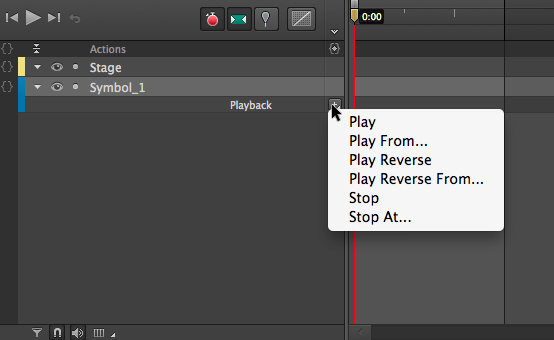 0:00
Actions
Stage
Symbol_1
Playback
Play
Play From...
Play Reverse
Play Reverse From...
Stop
Stop At...